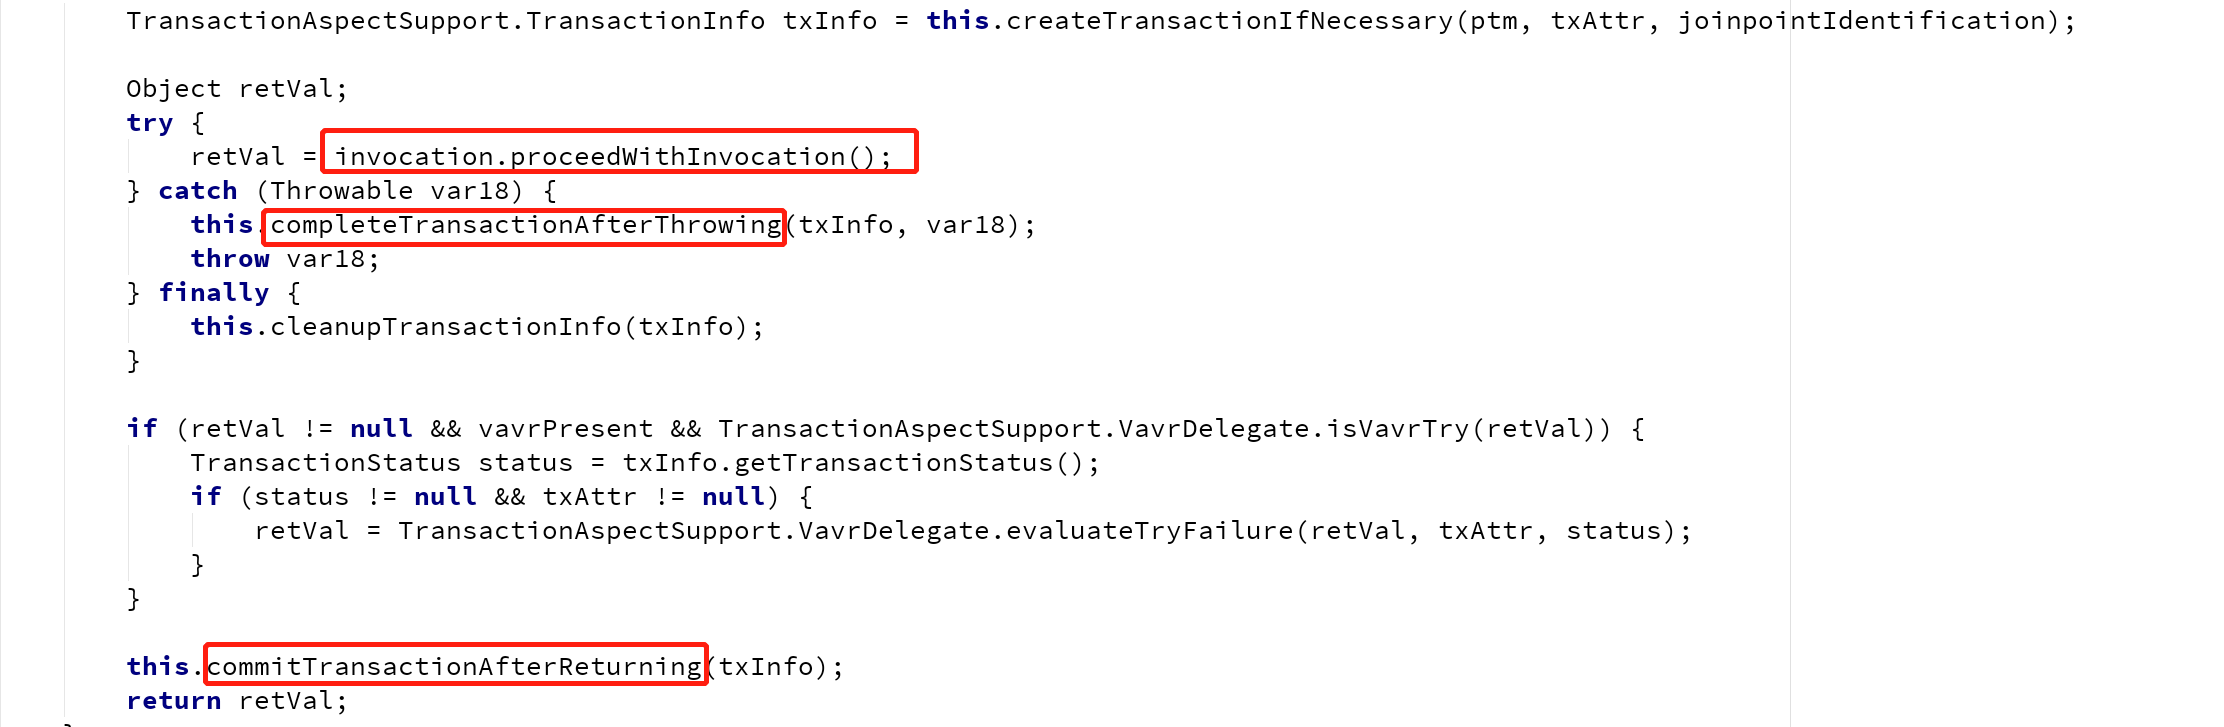 TransactionAspectSupport.TransactionInfo txInfo = this.createTransactionIfNecessary(ptm, txAttr, joinpointIdentification);
Object retVal;
try {
retVal = invocation.proceedWithInvocation();
} catch (Throwable var18) {
this.completeTransactionAfterThrowing(txInfo, var18);
throw var18;
} finally {
this.cleanupTransactionInfo(txInfo);
}
if (retVal != null && vavrPresent && TransactionAspectSupport.VavrDelegate.isVavrTry(retVal)) {
TransactionStatus status = txInfo.getTransactionStatus();
if (status != null && txAttr != null) {
retVal = TransactionAspectSupport.VavrDelegate.evaluateTryFailure(retVal, txAttr, status);
}
}
this.commitTransactionAfterReturning(txInfo);
return retVal;